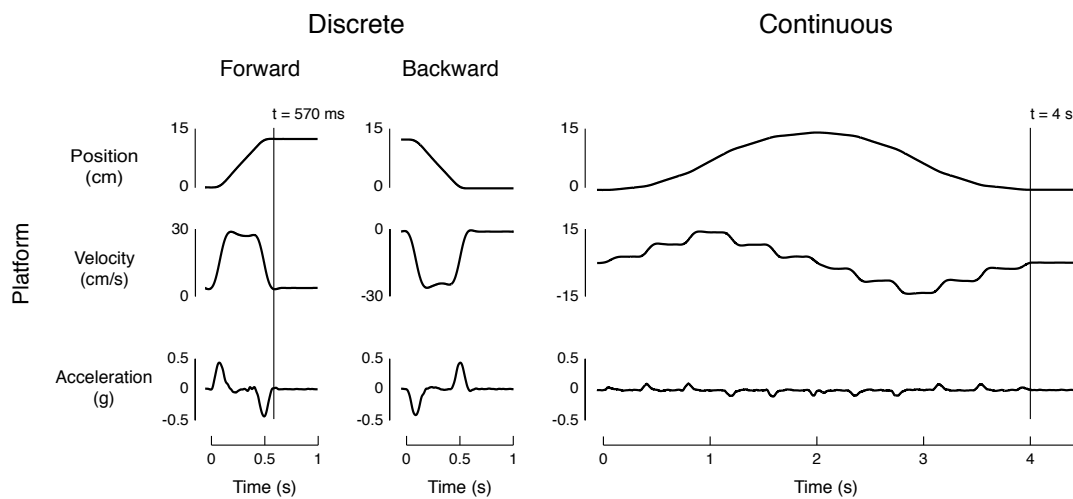 Discrete
Continuous
Forward
Backward
t = 570 ms
t = 4 s
Platform
Position
(cm)
15
0
15
0
15
0
Velocity
(cm/s)
30
0
0
-30
15
-15
Acceleration
(g)
0.5
0
-0.5
0.5
0
-0.5
0.5
0
-0.5
0 0.5 1
0 0.5 1
0 1 2 3 4
Time (s)
Time (s)
Time (s)